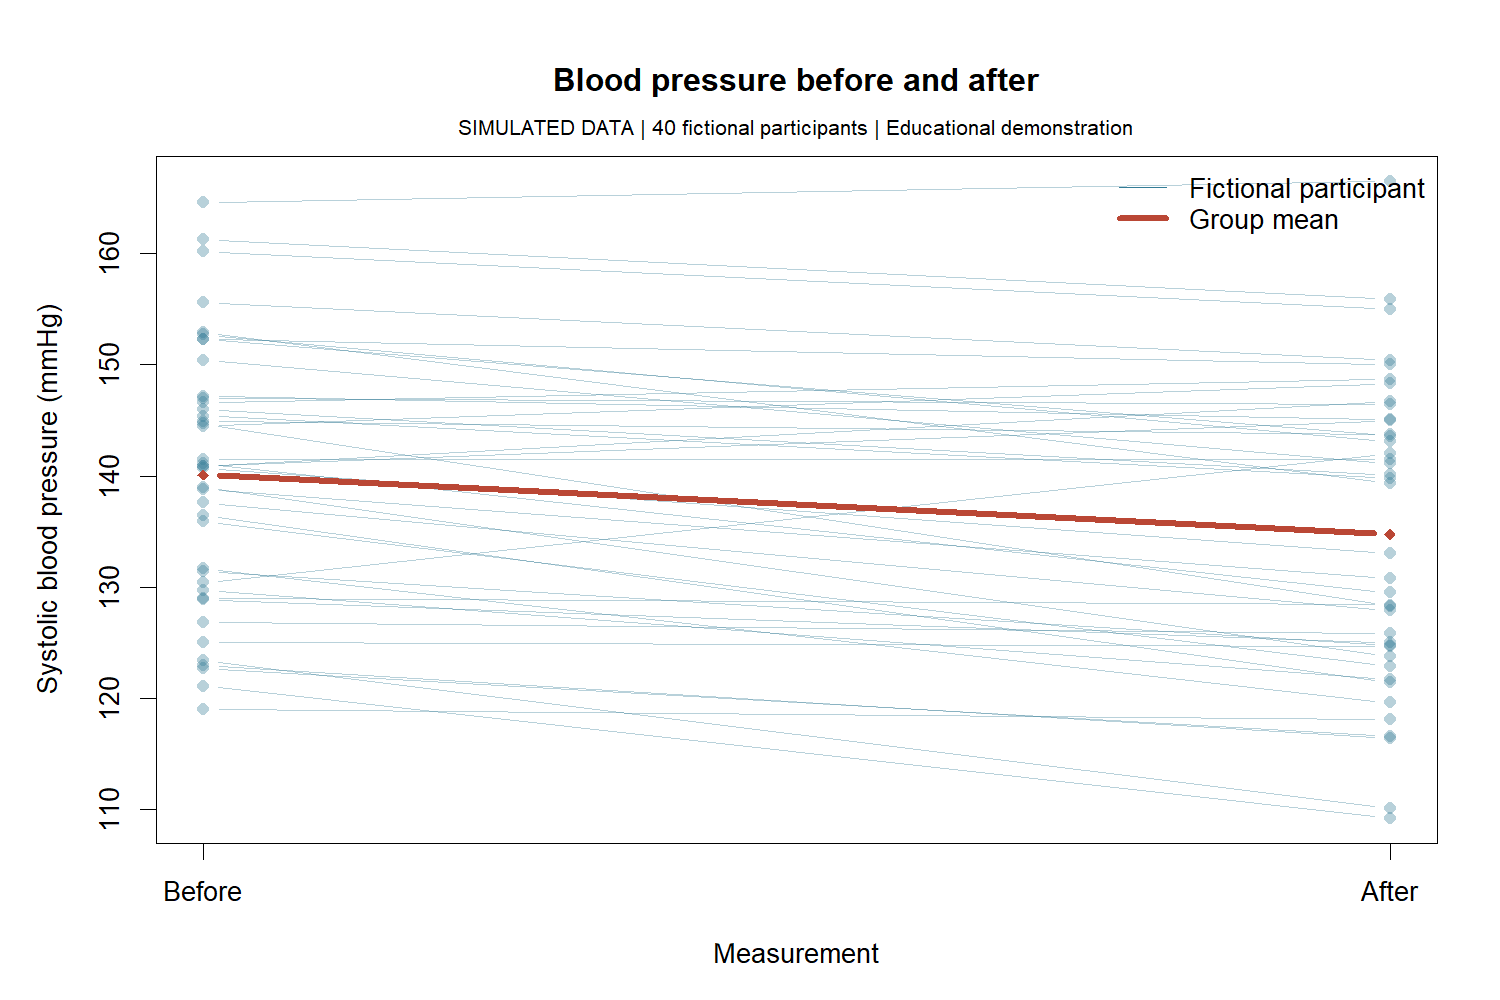 Blood pressure before and after
SIMULATED DATA | 40 fictional participants | Educational demonstration
Fictional participant
Group mean
Systolic blood pressure (mmHg)
160
150
140
130
120
110
Before
After
Measurement